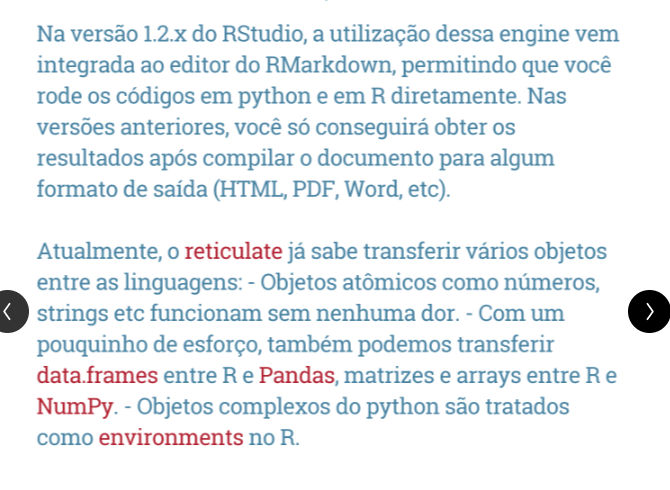 Na versão 1.2.x do RStudio, a utilização dessa engine vem
integrada ao editor do RMarkdown, permitindo que você
rode os códigos em python e em R diretamente. Nas
versões anteriores, você só conseguirá obter os
resultados após compilar o documento para algum
formato de saída (HTML, PDF, Word, etc).
Atualmente, o reticulate já sabe transferir vários objetos
entre as linguagens: - Objetos atômicos como números,
strings etc funcionam sem nenhuma dor. - Com um
pouquinho de esforço, também podemos transferir
data.frames entre R e Pandas, matrizes e arrays entre R e
NumPy. - Objetos complexos do python são tratados
como environments no R.